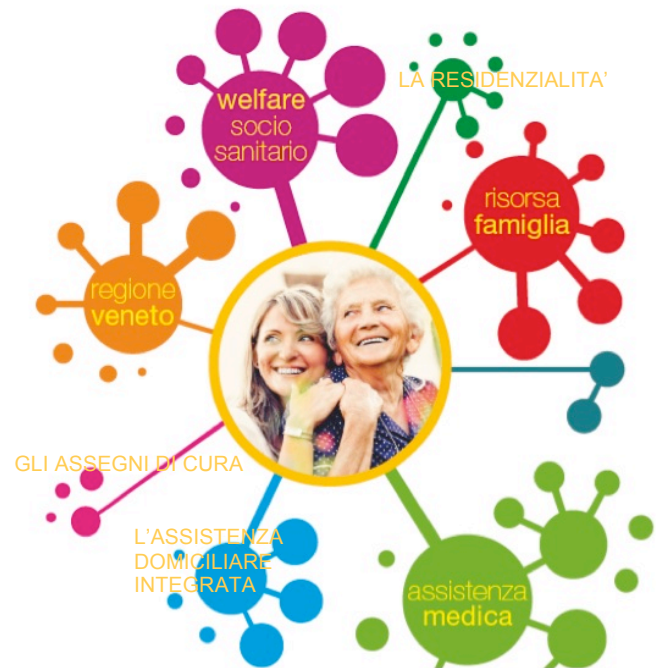 welfare
socio
sanitario
LA RESIDENZIALITA’
risorsa
famiglia
regione
veneto
GLI ASSEGNI DI CURA
L’ASSISTENZA
DOMICILIARE
INTEGRATA
assistenza
medica